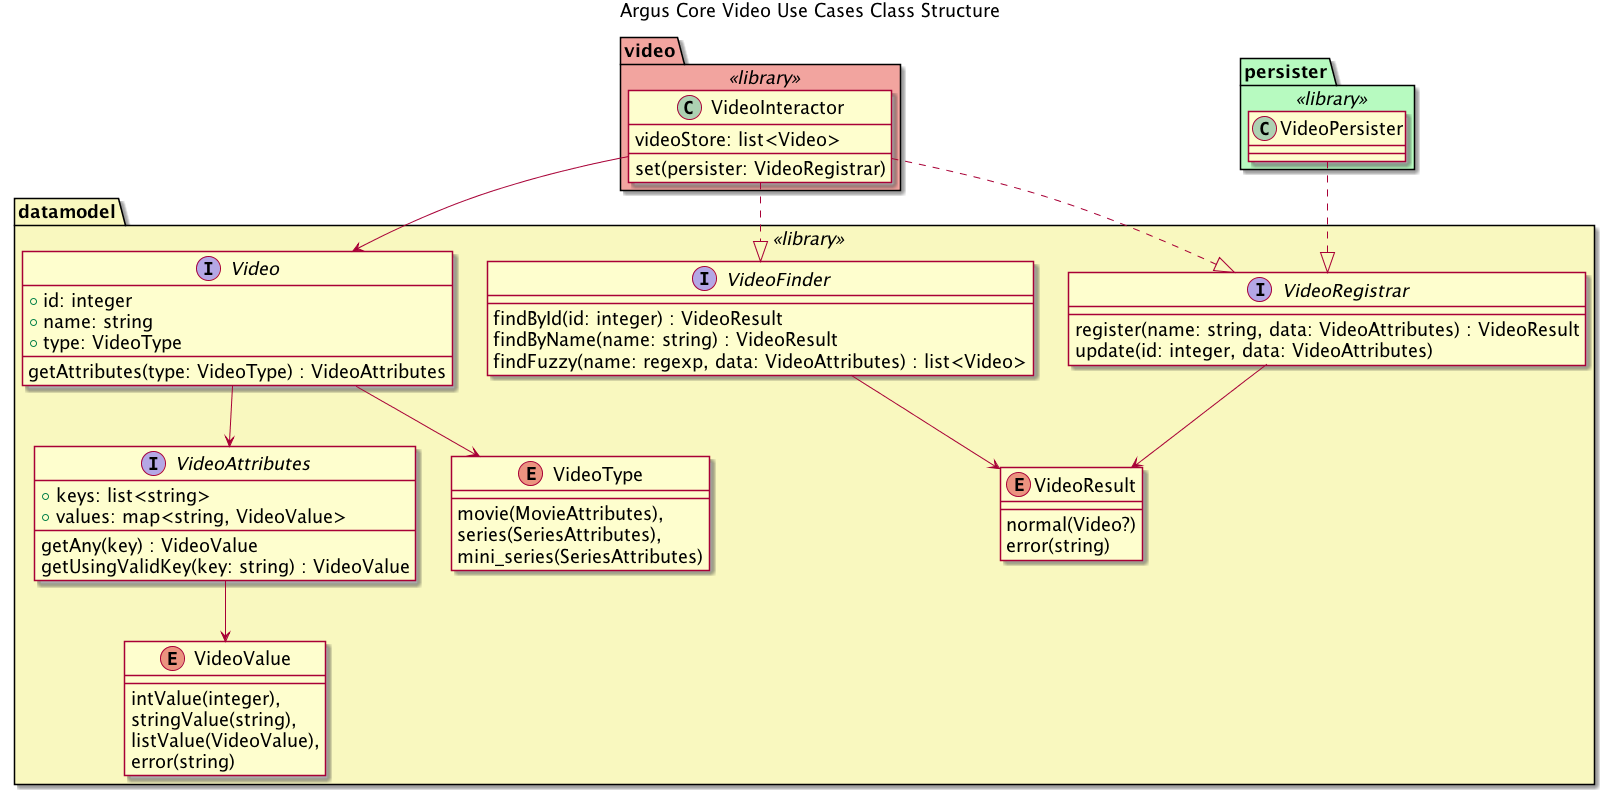 Argus Core Video Use Cases Class Structure
video
«library»
C VideoInteractor
videoStore: list<Video>
set(persister: VideoRegistrar)
persister
«library»
C VideoPersister
datamodel
«library»
I Video
id: integer
name: string
type: VideoType
getAttributes(type: VideoType) : VideoAttributes
I VideoFinder
findById(id: integer) : VideoResult
findByName(name: string) : VideoResult
findFuzzy(name: regexp, data: VideoAttributes) : list<Video>
I VideoRegistrar
register(name: string, data: VideoAttributes) : VideoResult
update(id: integer, data: VideoAttributes)
I VideoAttributes
keys: list<string>
values: map<string, VideoValue>
getAny(key) : VideoValue
getUsingValidKey(key: string) : VideoValue
E VideoType
movie(MovieAttributes),
series(SeriesAttributes),
mini_series(SeriesAttributes)
E VideoResult
normal(Video?)
error(string)
E VideoValue
intValue(integer),
stringValue(string),
listValue(VideoValue),
error(string)